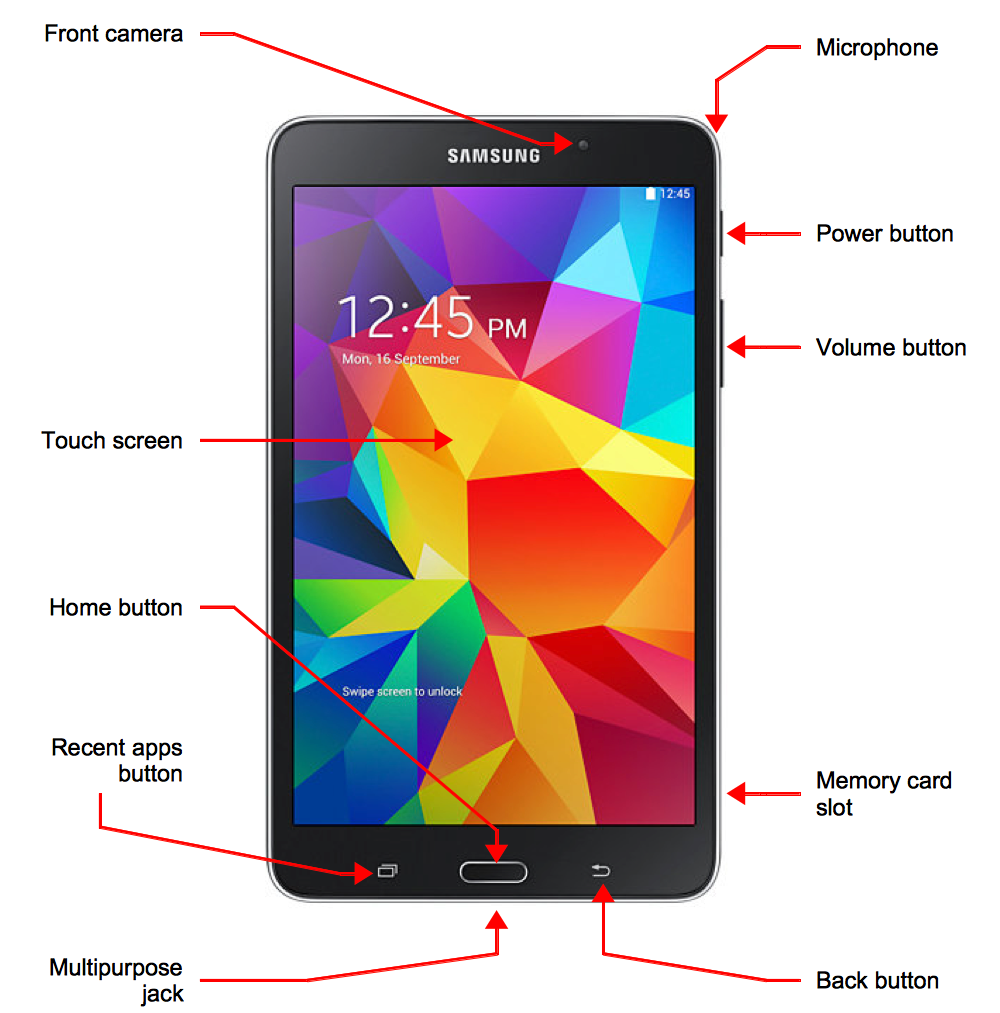 Front camera
Microphone
SAMSUNG
12:45
Power button
12:45 PM
Mon, 16 September
Volume button
Touch screen
Home button
Swipe screen to unlock
Recent apps
button
Memory card
slot
Multipurpose
jack
Back button